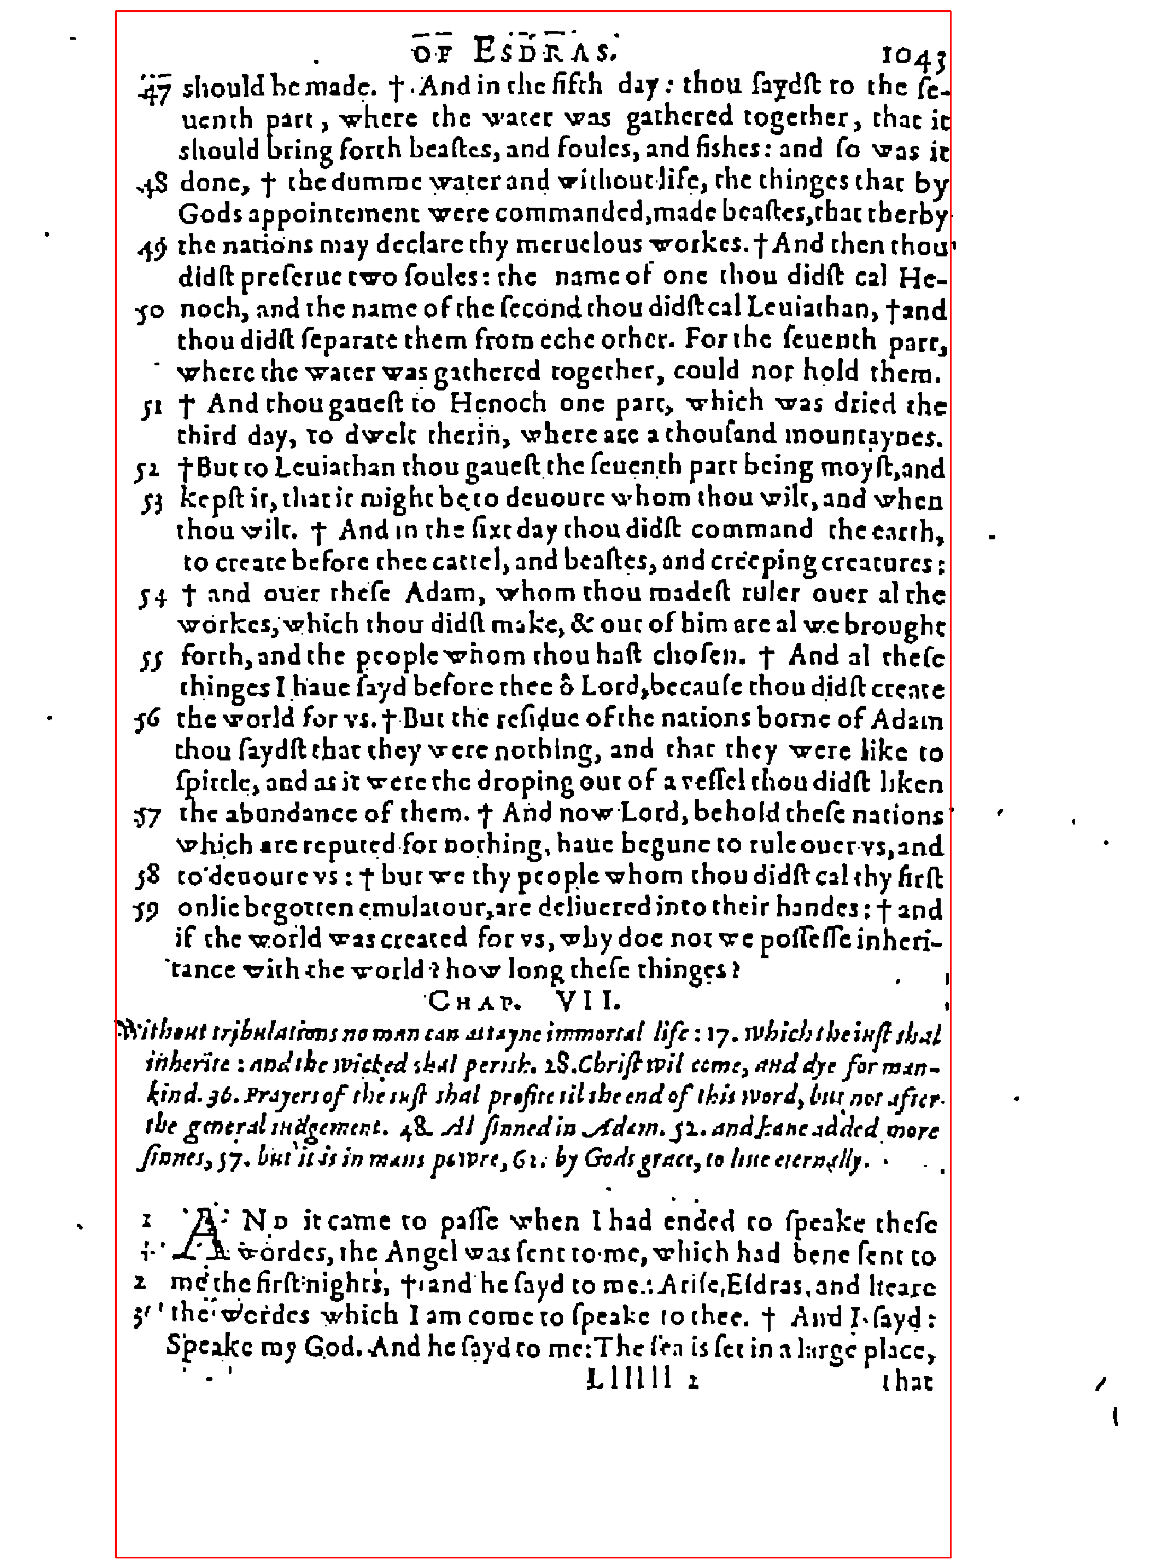 OF ESDRAS. 1043
47 should be made. † And in the fifth day: thou ſaydſt to the ſe-
uenth part, where the water was gathered together, that it
should bring forth beaſtes, and foules, and fishes: and ſo was it
48 done, † the dumme water and without life, the thinges that by
Gods appointement were commanded, made beaſtes, that therby
49 the nations may declare thy meruelous workes. † And then thou
didſt preſerue two ſoules: the name of one thou didſt cal He-
50 noch, and the name of the ſecond thou didſt cal Leuiathan, † and
thou didſt ſeparate them from eche other. For the ſeuenth part,
where the water was gathered together, could not hold them.
51 † And thou gaueſt to Henoch one part, which was dried the
third day, to dwelt therin, where are a thouſand mountaynes.
52 † But to Leuiathan thou gaueſt the ſeuenth part being moyſt, and
53 kepſt it, that it might be to deuoure whom thou wilt, and when
thou wilt. † And in the ſixt day thou didſt command the earth,
to create before thee cattel, and beaſtes, and creeping creatures:
54 † and ouer theſe Adam, whom thou madeſt ruler ouer al the
workes, which thou didſt make, & out of him are al we brought
55 forth, and the people whom thou haſt choſen. † And al theſe
thinges I haue ſayd before thee ô Lord, becauſe thou didſt create
56 the world for vs. † But the reſidue of the nations borne of Adam
thou ſaydſt that they were nothing, and that they were like to
ſpittle, and as it were the droping out of a veſſel thou didſt liken
57 the abundance of them. † And now Lord, behold theſe nations
which are reputed for nothing, haue begune to rule ouer vs, and
58 to deuoure vs: † but we thy people whom thou didſt cal thy firſt
59 onlie begotten emulatour, are deliuered into their handes: † and
if the world was created for vs, why doe not we poſſeſſe inheri-
tance with the world? how long theſe thinges?
CHAP. VII.
Without tribulations no man can attayne immortal life: 17. Which the iuſt shal
inherite: and the wicked shal perish. 28. Chriſt wil come, and dye for man-
kind. 36. Prayers of the iuſt shal profite til the end of this Word, but not after
the general iudgement. 48. Al ſinned in Adam. 52. and haue added more
ſinnes, 57. but it is in mans powre, 62. by Gods grace, to liue eternally.
1 AND it came to paſſe when I had ended to ſpeake theſe
wordes, the Angel was ſent to me, which had bene ſent to
2 me the firſt nights, † and he ſayd to me: Ariſe, Eſdras, and heare
3 the wordes which I am come to ſpeake to thee. † And I ſayd:
Speake my God. And he ſayd to me: The ſea is ſet in a large place,
Llllll 2 that